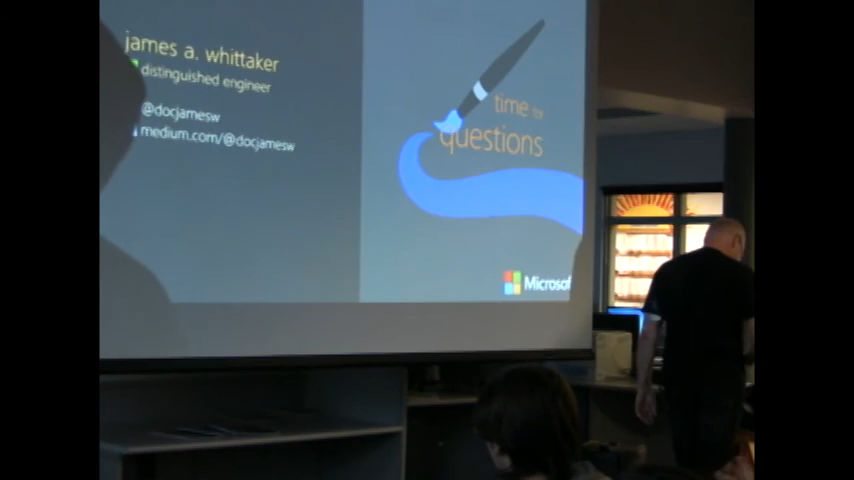 james a. whittaker
distinguished engineer
@docjamesw
medium.com/@docjamesw
time for
questions
Microsof